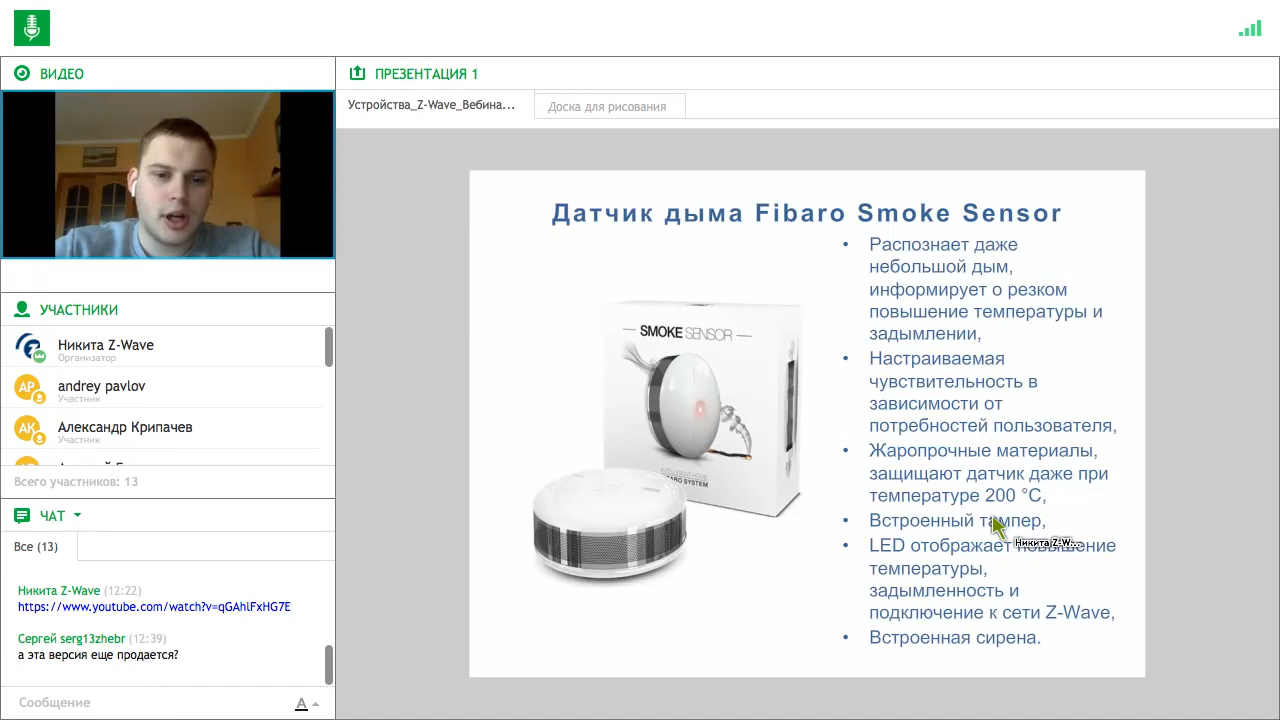 ВИДЕО
УЧАСТНИКИ
Никита Z-Wave
Организатор
andrey pavlov
Участник
Александр Крипачев
Участник
Всего участников: 13
ЧАТ
Все (13)
Никита Z-Wave (12:22)
https://www.youtube.com/watch?v=qGAhlFxHG7E
Сергей serg13zhebr (12:39)
а эта версия еще продается?
Сообщение
A
ПРЕЗЕНТАЦИЯ 1
Устройства_Z-Wave_Вебина...
Доска для рисования
Датчик дыма Fibaro Smoke Sensor
SMOKE SENSOR
• Распознает даже
небольшой дым,
информирует о резком
повышение температуры и
задымлении,
• Настраиваемая
чувствительность в
зависимости от
потребностей пользователя,
• Жаропрочные материалы,
защищают датчик даже при
температуре 200 °C,
• Встроенный тампер,
Никита Z-W...
• LED отображает повышение
температуры,
задымленность и
подключение к сети Z-Wave,
• Встроенная сирена.